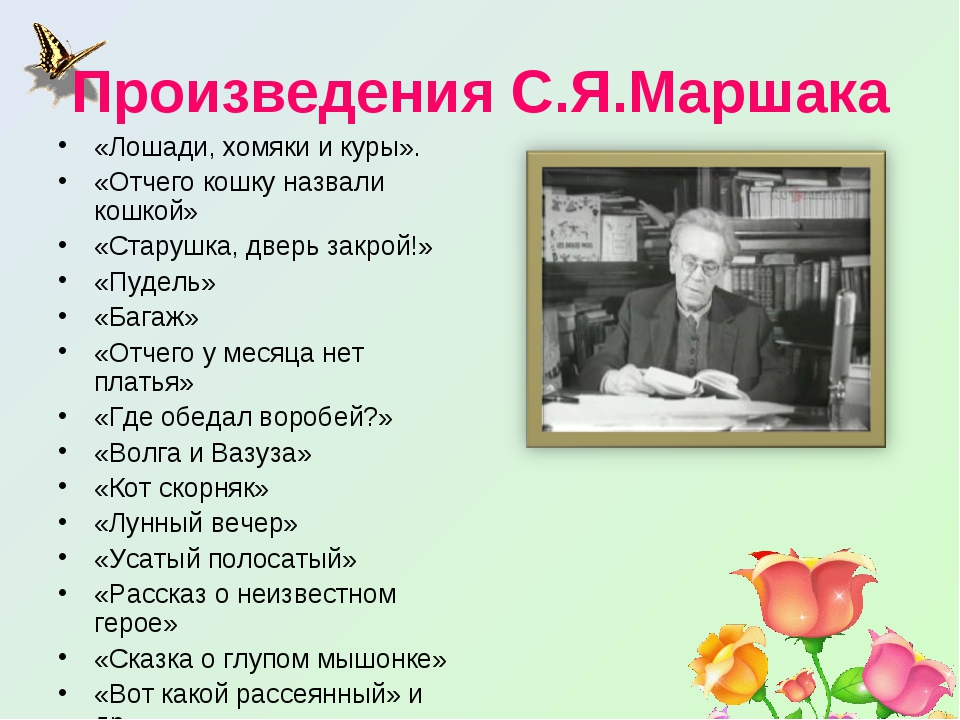 Произведения С.Я.Маршака
• «Лошади, хомяки и куры».
• «Отчего кошку назвали
кошкой»
• «Старушка, дверь закрой!»
• «Пудель»
• «Багаж»
• «Отчего у месяца нет
платья»
• «Где обедал воробей?»
• «Волга и Вазуза»
• «Кот скорняк»
• «Лунный вечер»
• «Усатый полосатый»
• «Рассказ о неизвестном
герое»
• «Сказка о глупом мышонке»
• «Вот какой рассеянный» и